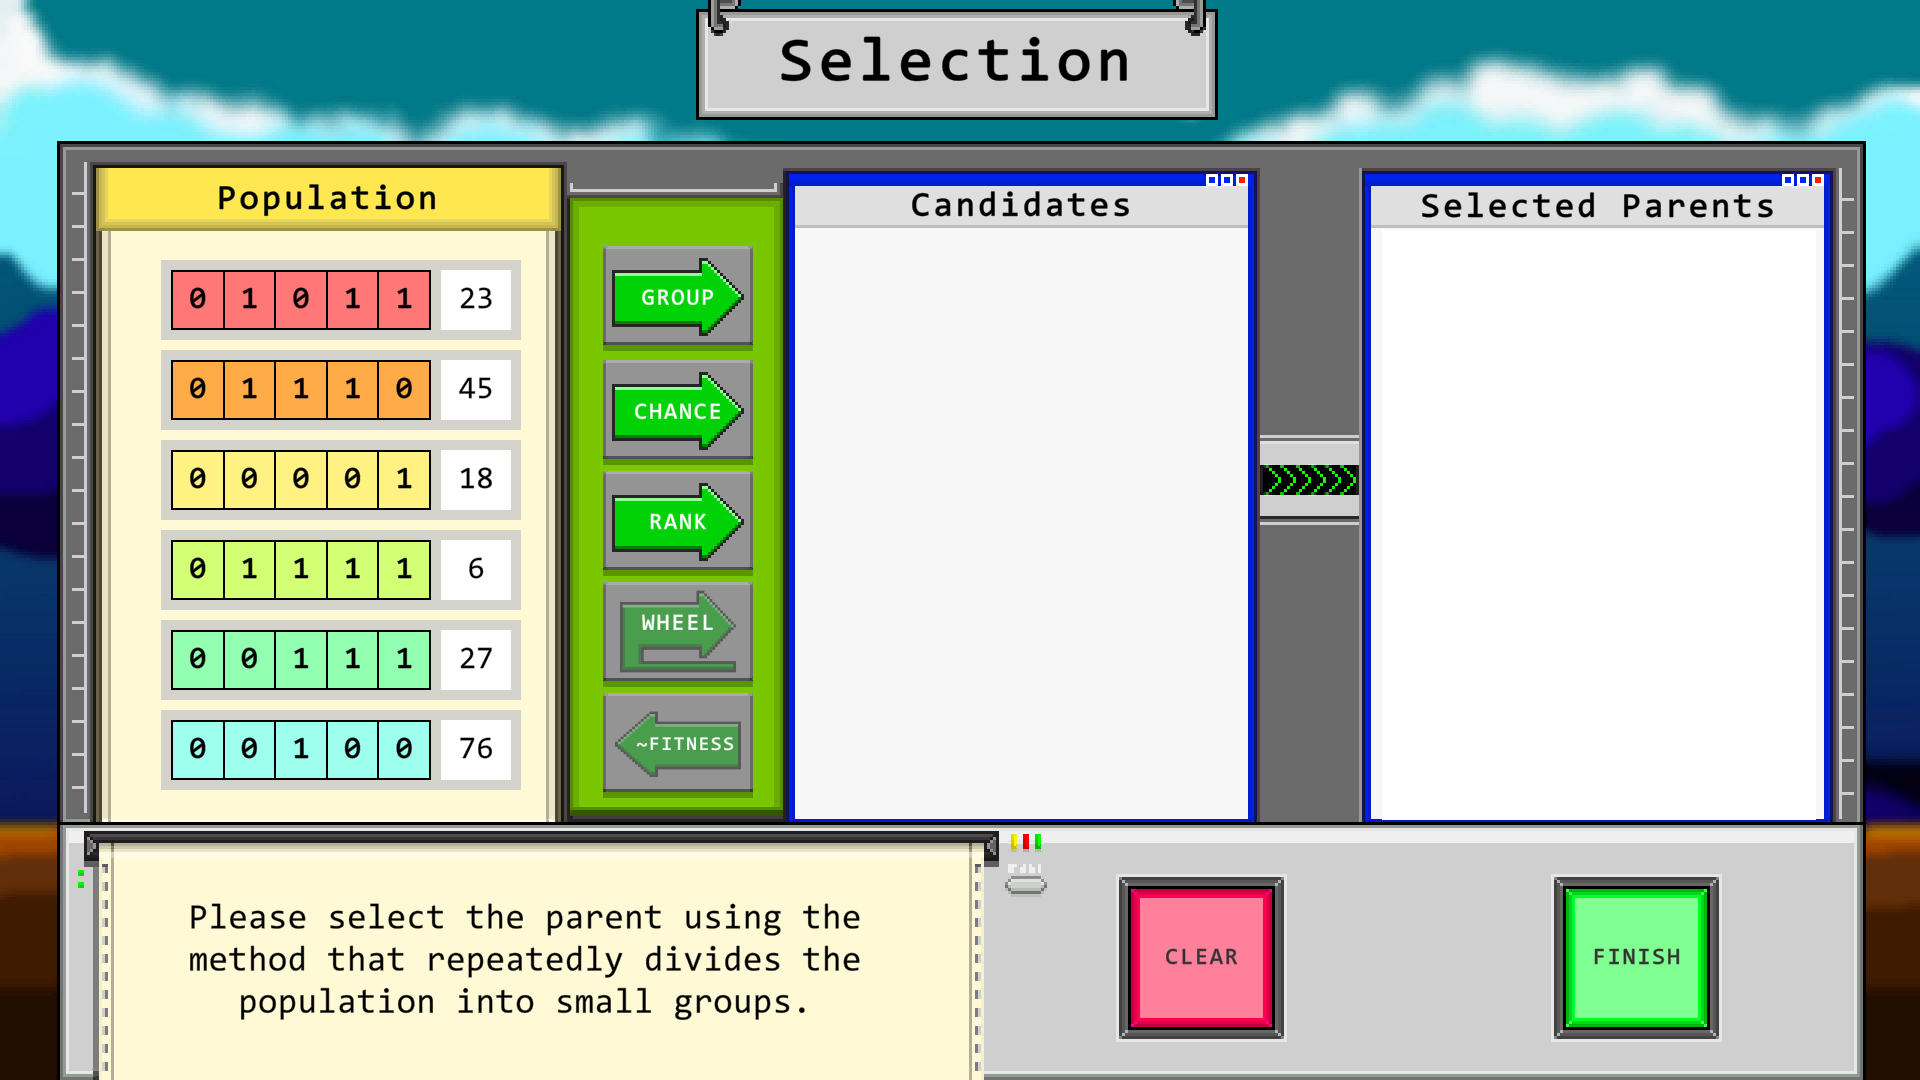 Selection
Population
0 1 0 1 1 23
0 1 1 1 0 45
0 0 0 0 1 18
0 1 1 1 1 6
0 0 1 1 1 27
0 0 1 0 0 76
GROUP
CHANCE
RANK
WHEEL
~FITNESS
Candidates
Selected Parents
Please select the parent using the
method that repeatedly divides the
population into small groups.
CLEAR
FINISH